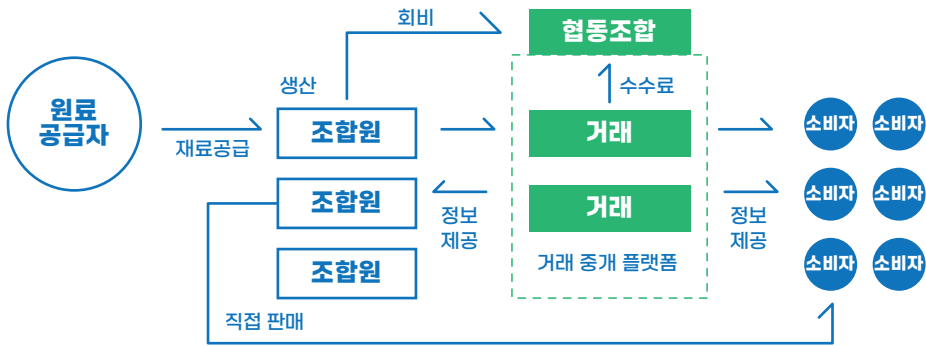 회비
협동조합
생산
수수료
원료
공급자
재료공급
조합원
거래
소비자
소비자
조합원
정보
제공
거래
정보
제공
소비자
소비자
조합원
거래 중개 플랫폼
소비자
소비자
직접 판매